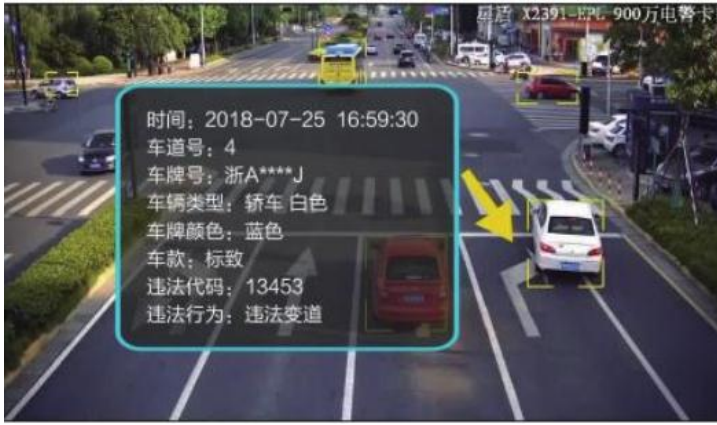 星盾 X2391-EPL 900万电警卡
时间：2018-07-25 16:59:30
车道号：4
车牌号：浙A****J
车辆类型：轿车 白色
车牌颜色：蓝色
车款：标致
违法代码：13453
违法行为：违法变道